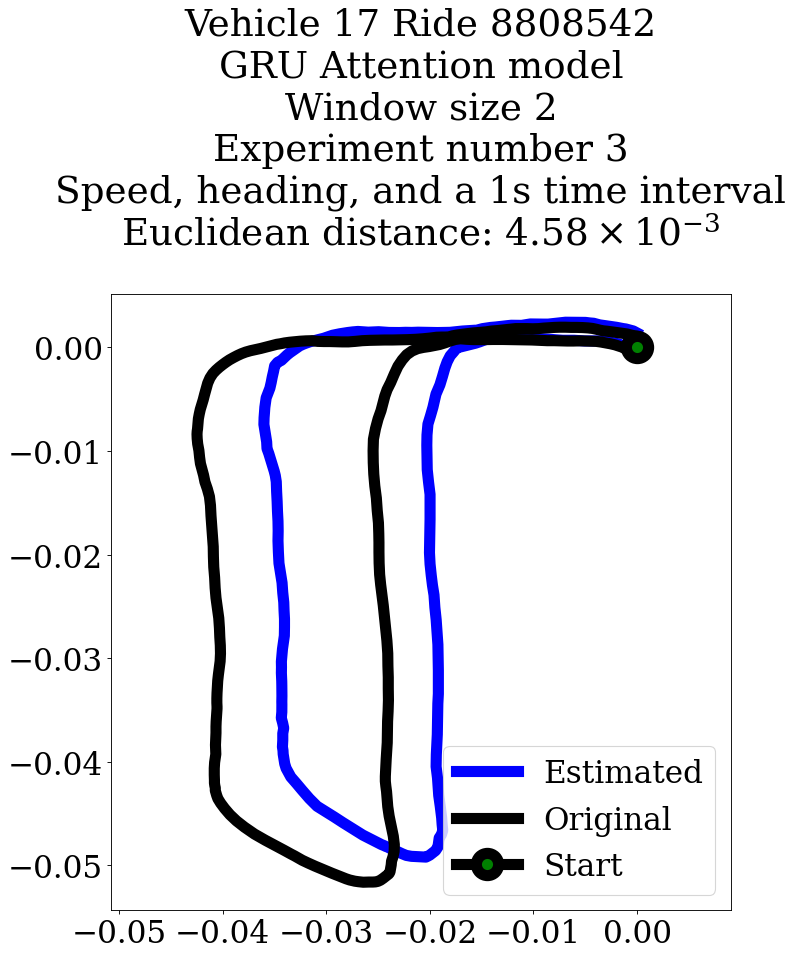 Vehicle 17 Ride 8808542
GRU Attention model
Window size 2
Experiment number 3
Speed, heading, and a 1s time interval
Euclidean distance: 4.58 × 10⁻³
0.00
−0.01
−0.02
−0.03
−0.04
−0.05
Estimated
Original
Start
−0.05 −0.04 −0.03 −0.02 −0.01 0.00